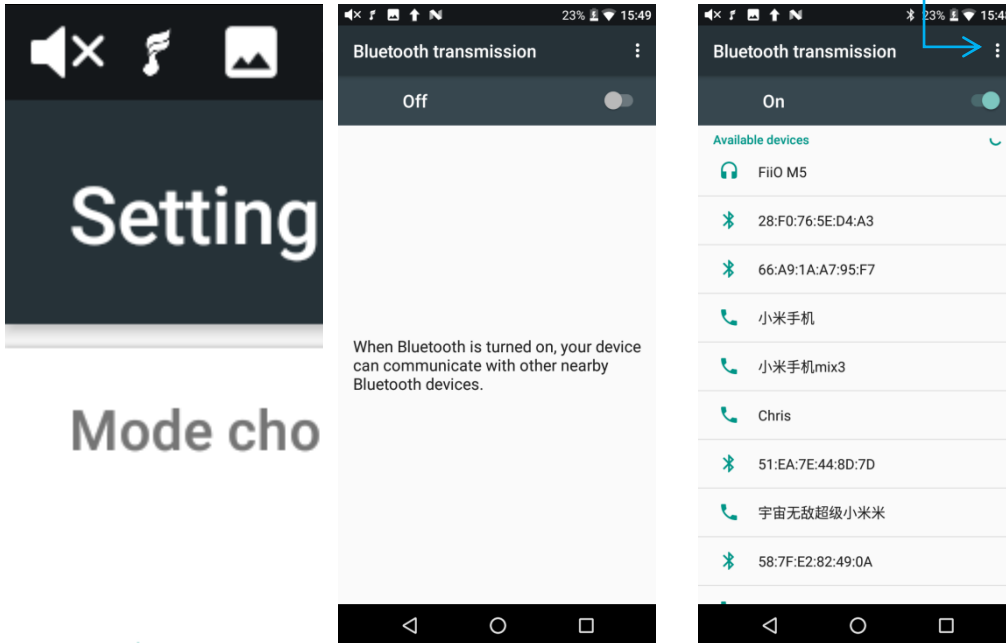 Setting
Mode cho
23% 15:49
Bluetooth transmission
Off
When Bluetooth is turned on, your device
can communicate with other nearby
Bluetooth devices.
23% 15:4
Bluetooth transmission
On
Available devices
FiiO M5
28:F0:76:5E:D4:A3
66:A9:1A:A7:95:F7
小米手机
小米手机mix3
Chris
51:EA:7E:44:8D:7D
宇宙无敌超级小米米
58:7F:E2:82:49:0A